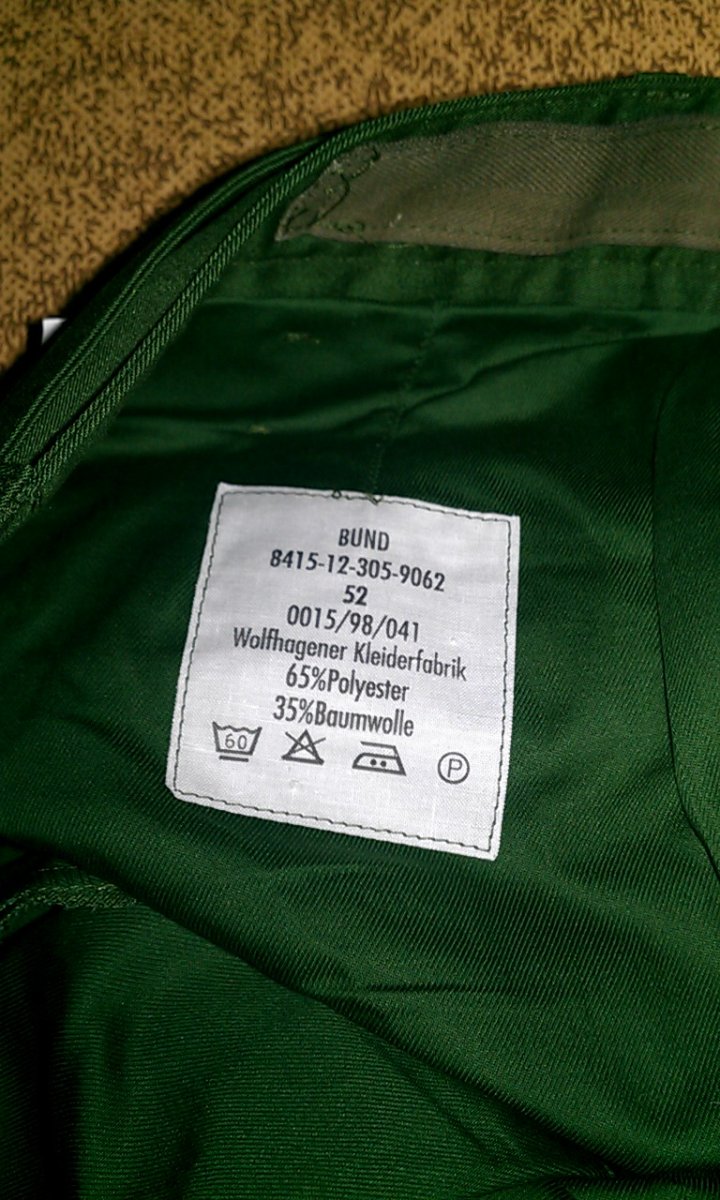 BUND
8415-12-305-9062
52
0015/98/041
Wolfhagener Kleiderfabrik
65%Polyester
35%Baumwolle
60 P